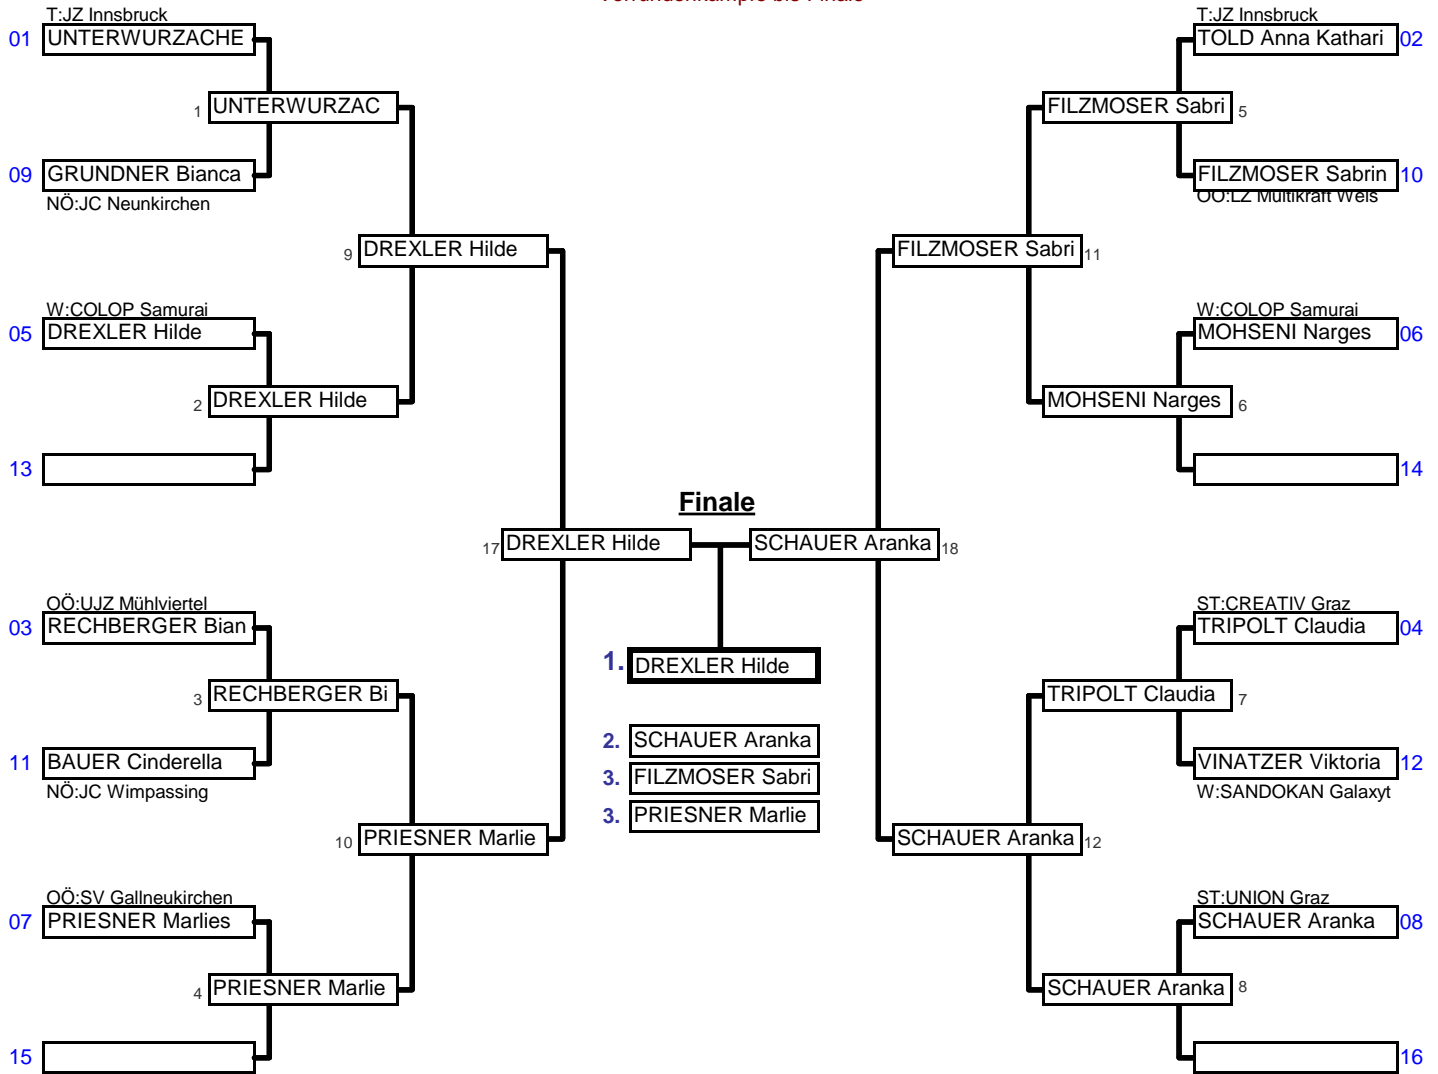 T:JZ Innsbruck
01 UNTERWURZACHE
1 UNTERWURZAC
09 GRUNDNER Bianca
NÖ:JC Neunkirchen
9 DREXLER Hilde
W:COLOP Samurai
05 DREXLER Hilde
2 DREXLER Hilde
13
17 DREXLER Hilde
OÖ:UJZ Mühlviertel
03 RECHBERGER Bian
3 RECHBERGER Bi
11 BAUER Cinderella
NÖ:JC Wimpassing
10 PRIESNER Marlie
OÖ:SV Gallneukirchen
07 PRIESNER Marlies
4 PRIESNER Marlie
15
Finale
1. DREXLER Hilde
2. SCHAUER Aranka
3. FILZMOSER Sabri
3. PRIESNER Marlie
T:JZ Innsbruck
TOLD Anna Kathari 02
FILZMOSER Sabri 5
FILZMOSER Sabrin 10
OÖ:LZ Multikraft Wels
FILZMOSER Sabri 11
W:COLOP Samurai
MOHSENI Narges 06
MOHSENI Narges 6
14
SCHAUER Aranka 18
ST:CREATIV Graz
TRIPOLT Claudia 04
TRIPOLT Claudia 7
VINATZER Viktoria 12
W:SANDOKAN Galaxyt
SCHAUER Aranka 12
ST:UNION Graz
SCHAUER Aranka 08
SCHAUER Aranka 8
16